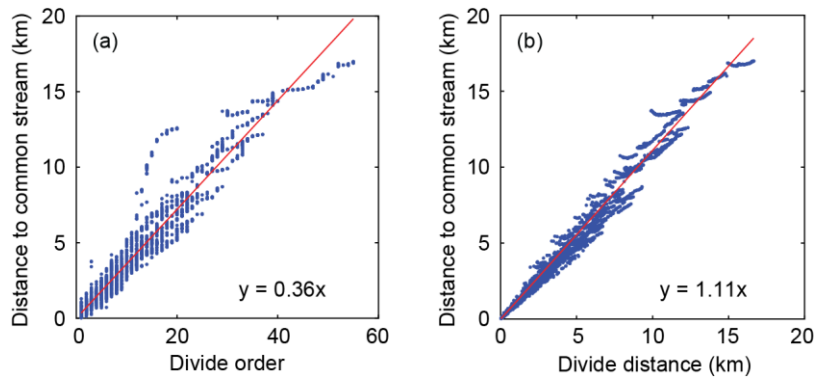 (a)
Distance to common stream (km)
20
15
10
5
0
0 20 40 60
Divide order
y = 0.36x
(b)
Distance to common stream (km)
20
15
10
5
0
0 5 10 15 20
Divide distance (km)
y = 1.11x